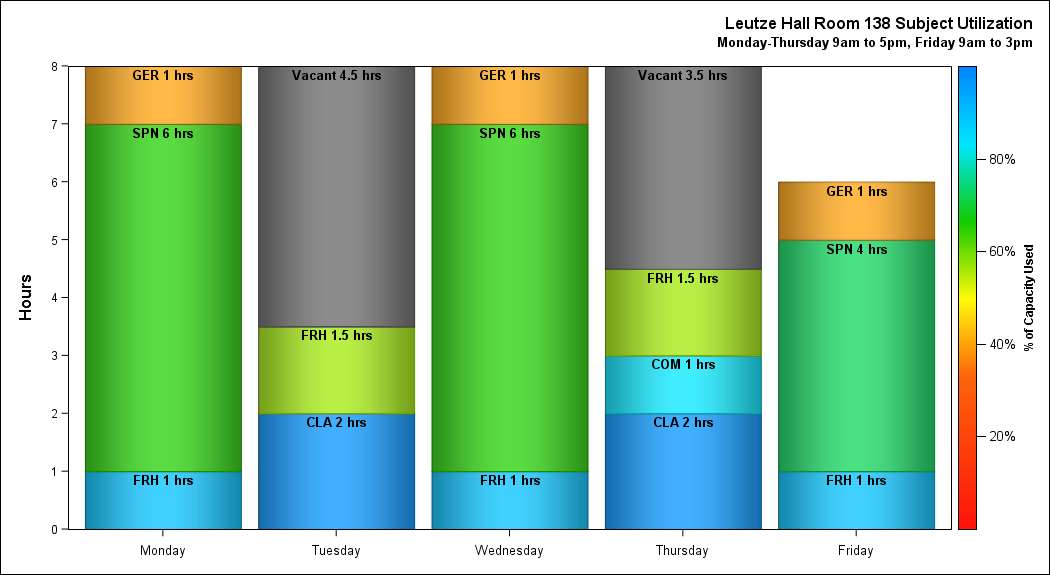 Leutze Hall Room 138 Subject Utilization
Monday-Thursday 9am to 5pm, Friday 9am to 3pm
8
7
6
5
4
3
2
1
0
Hours
GER 1 hrs
SPN 6 hrs
FRH 1 hrs
Vacant 4.5 hrs
FRH 1.5 hrs
CLA 2 hrs
GER 1 hrs
SPN 6 hrs
FRH 1 hrs
Vacant 3.5 hrs
FRH 1.5 hrs
COM 1 hrs
CLA 2 hrs
GER 1 hrs
SPN 4 hrs
FRH 1 hrs
Monday
Tuesday
Wednesday
Thursday
Friday
80%
60%
40%
20%
% of Capacity Used